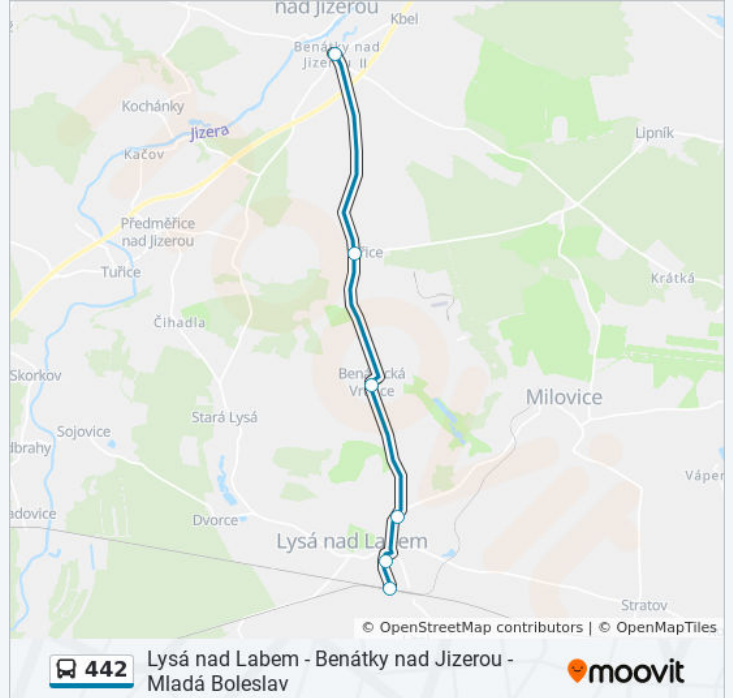 nad Jizerou
Kbel
Benátky nad
Kochánky
Jizera
Lipník
Kačov
Předměřice
nad Jizerou
Tuřice
Krátká
Čihadla
Skorkov
Milovice
Stará Lysá
Sojovice
Dvorce
Lysá nad Labem
Stratov
© OpenStreetMap contributors | © OpenMapTiles
442
Lysá nad Labem - Benátky nad Jizerou -
Mladá Boleslav
moovit